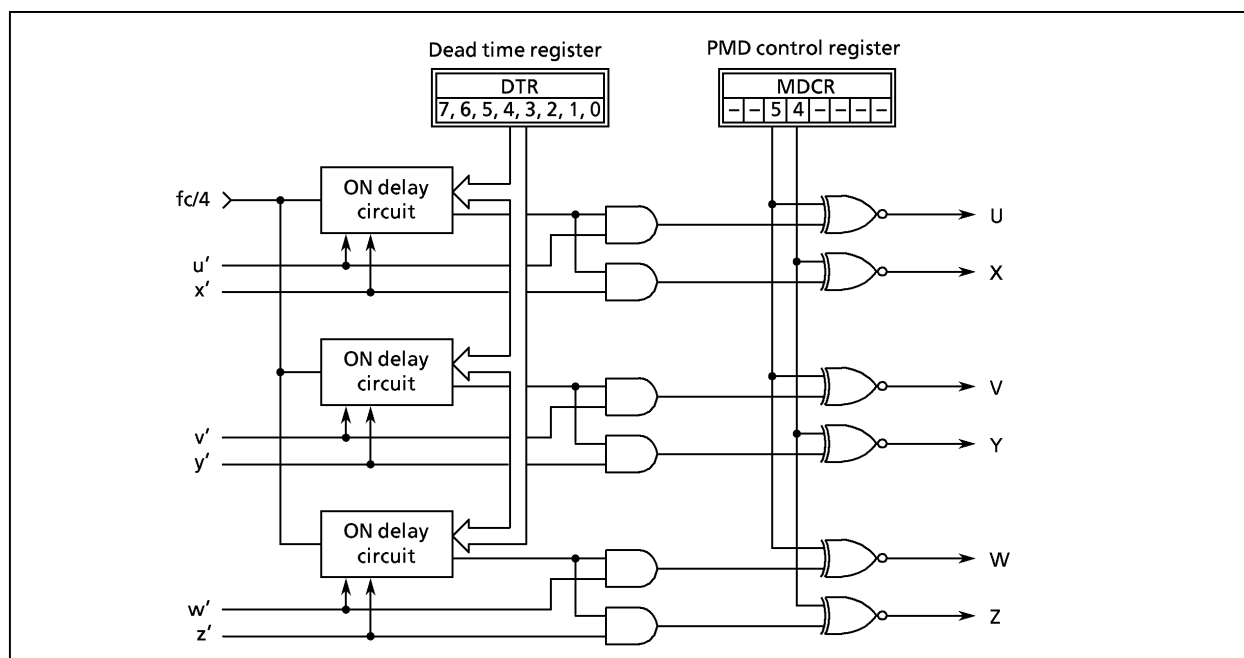 Dead time register
PMD control register
DTR
7, 6, 5, 4, 3, 2, 1, 0
MDCR
– – 5 4 – – – –
fc/4
ON delay
circuit
U
u′
x′
X
ON delay
circuit
V
v′
y′
Y
ON delay
circuit
W
w′
z′
Z